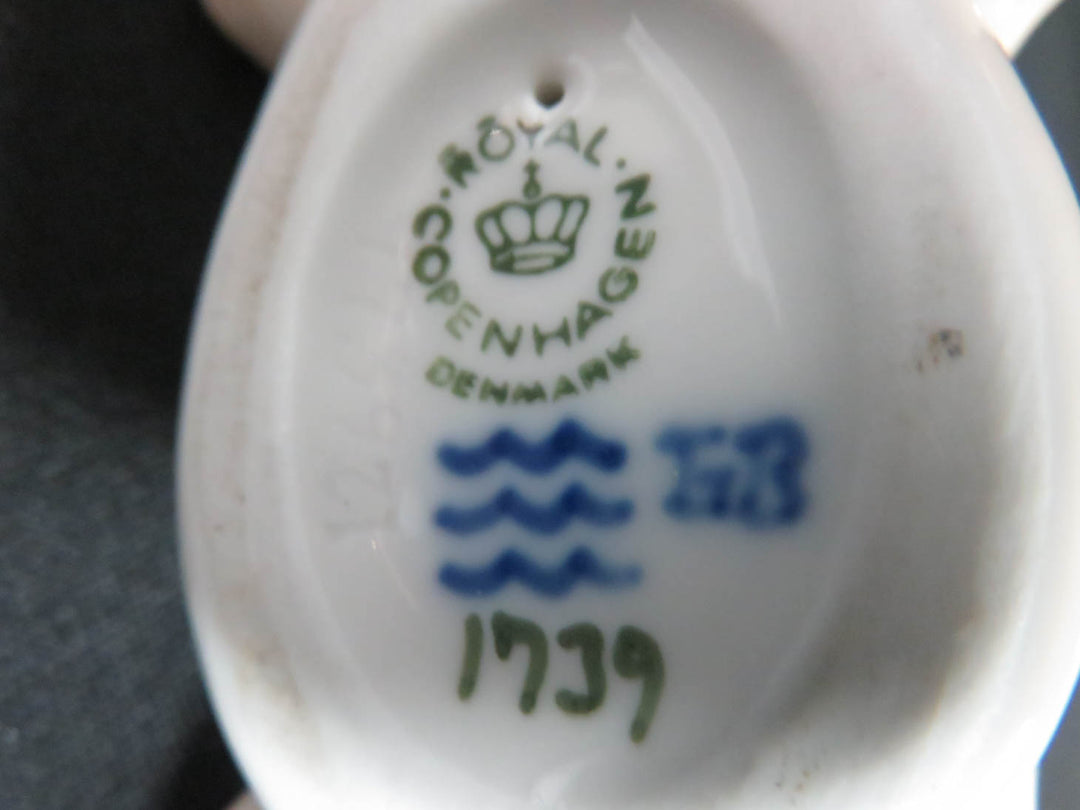 ROYAL
COPENHAGEN
DENMARK
1739